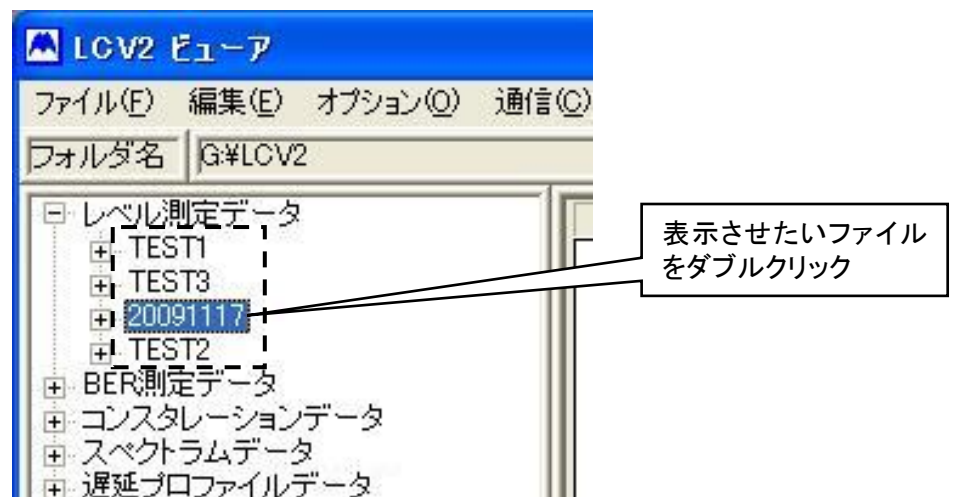 LCV2 ビューア
ファイル(F) 編集(E) オプション(O) 通信(C)
フォルダ名 G:¥LCV2
レベル測定データ
TEST1
TEST3
20091117
TEST2
BER測定データ
コンスタレーションデータ
スペクトラムデータ
遅延プロファイルデータ
表示させたいファイル
をダブルクリック